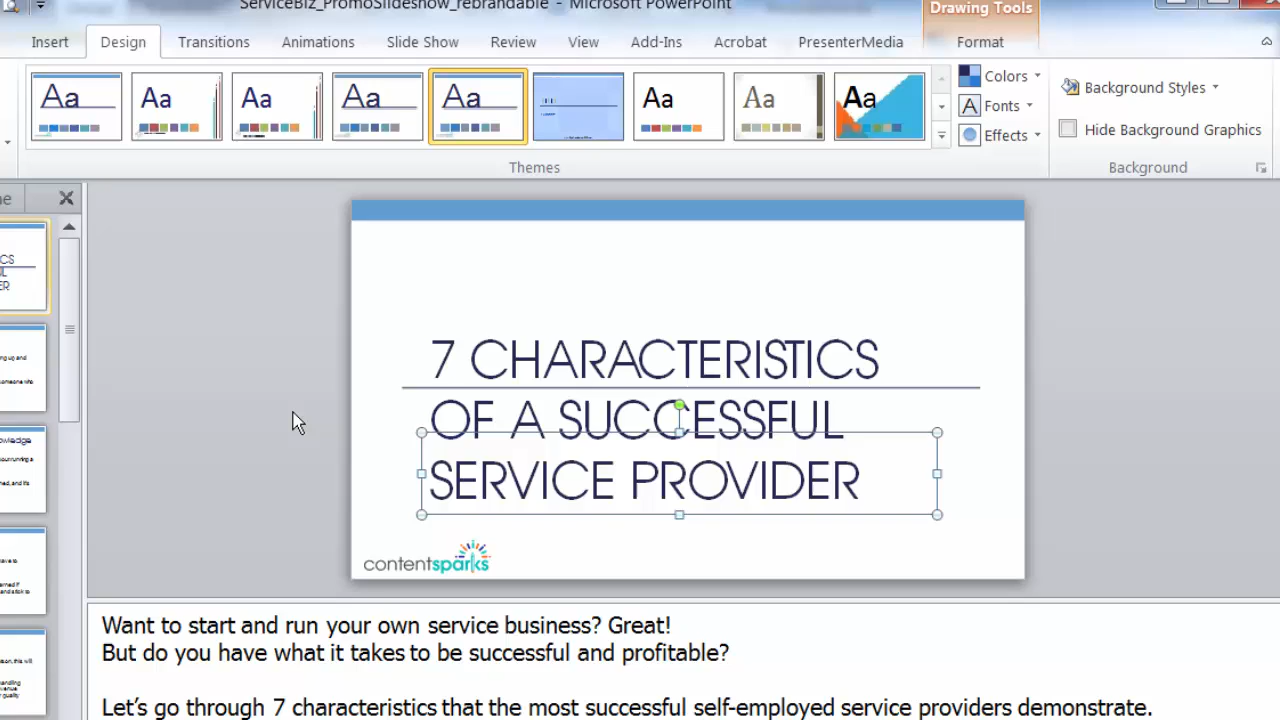 ServiceBiz_PromoSlideshow_rebrandable - Microsoft PowerPoint
Drawing Tools
Insert Design Transitions Animations Slide Show Review View Add-Ins Acrobat PresenterMedia Format
Aa Aa Aa Aa Aa Aa Aa Aa
Colors
Fonts
Effects
Background Styles
Hide Background Graphics
Themes
Background
7 CHARACTERISTICS
OF A SUCCESSFUL
SERVICE PROVIDER
contentsparks
Want to start and run your own service business? Great!
But do you have what it takes to be successful and profitable?
Let's go through 7 characteristics that the most successful self-employed service providers demonstrate.